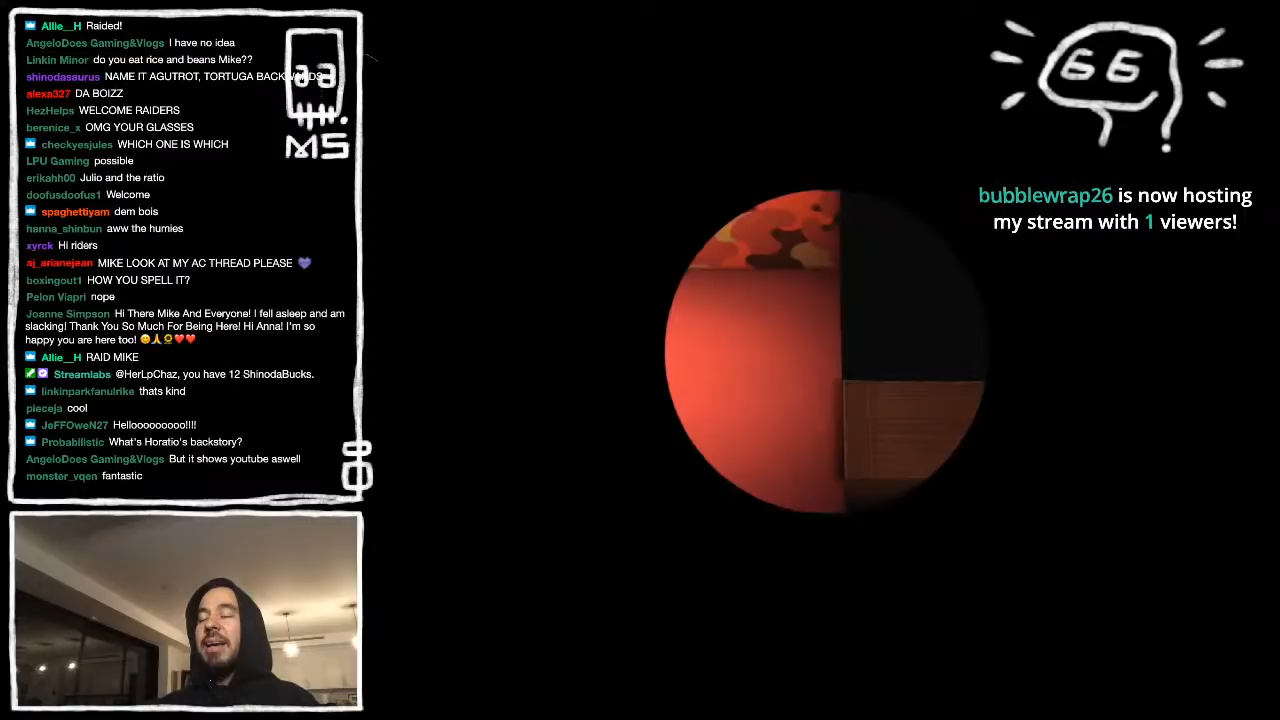 Allie__H Raided!
AngeloDoes Gaming&Vlogs I have no idea
Linkin Minor do you eat rice and beans Mike??
shinodasaurus NAME IT AGUTROT, TORTUGA BACKWARDS
alexa327 DA BOIZZ
HezHelps WELCOME RAIDERS
berenice_x OMG YOUR GLASSES
checkyesjules WHICH ONE IS WHICH
LPU Gaming possible
erikahh00 Julio and the ratio
doofusdoofus1 Welcome
spaghettiyam dem bois
hanna_shinbun aww the humies
xyrck Hi riders
aj_arianejean MIKE LOOK AT MY AC THREAD PLEASE 💜
boxingout1 HOW YOU SPELL IT?
Pelon Viapri nope
Joanne Simpson Hi There Mike And Everyone! I fell asleep and am
slacking! Thank You So Much For Being Here! Hi Anna! I'm so
happy you are here too! 😊🙏🌻❤️❤️
Allie__H RAID MIKE
Streamlabs @HerLpChaz, you have 12 ShinodaBucks.
linkinparkfanulrike thats kind
pieceja cool
JeFFOweN27 Hellooooooooo!!!!
Probabilistic What's Horatio's backstory?
AngeloDoes Gaming&Vlogs But it shows youtube aswell
monster_vqen fantastic
MS
bubblewrap26 is now hosting
my stream with 1 viewers!